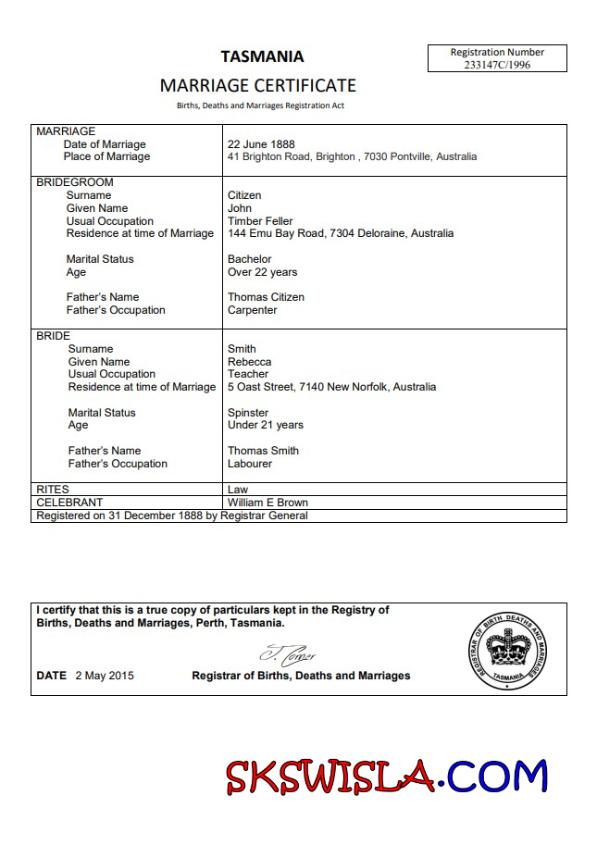 TASMANIA
Registration Number
233147C/1996
MARRIAGE CERTIFICATE
Births, Deaths and Marriages Registration Act
MARRIAGE
Date of Marriage 22 June 1888
Place of Marriage 41 Brighton Road, Brighton , 7030 Pontville, Australia
BRIDEGROOM
Surname Citizen
Given Name John
Usual Occupation Timber Feller
Residence at time of Marriage 144 Emu Bay Road, 7304 Deloraine, Australia
Marital Status Bachelor
Age Over 22 years
Father's Name Thomas Citizen
Father's Occupation Carpenter
BRIDE
Surname Smith
Given Name Rebecca
Usual Occupation Teacher
Residence at time of Marriage 5 Oast Street, 7140 New Norfolk, Australia
Marital Status Spinster
Age Under 21 years
Father's Name Thomas Smith
Father's Occupation Labourer
RITES Law
CELEBRANT William E Brown
Registered on 31 December 1888 by Registrar General
I certify that this is a true copy of particulars kept in the Registry of
Births, Deaths and Marriages, Perth, Tasmania.
DATE 2 May 2015 Registrar of Births, Deaths and Marriages
REGISTRAR OF BIRTH DEATHS AND MARRIAGES
TASMANIA
SKSWISLA.COM